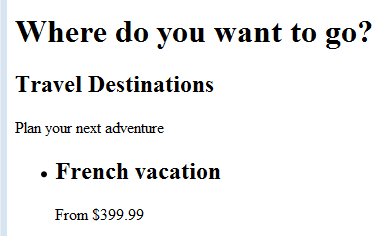 Where do you want to go?
Travel Destinations
Plan your next adventure
French vacation
From $399.99